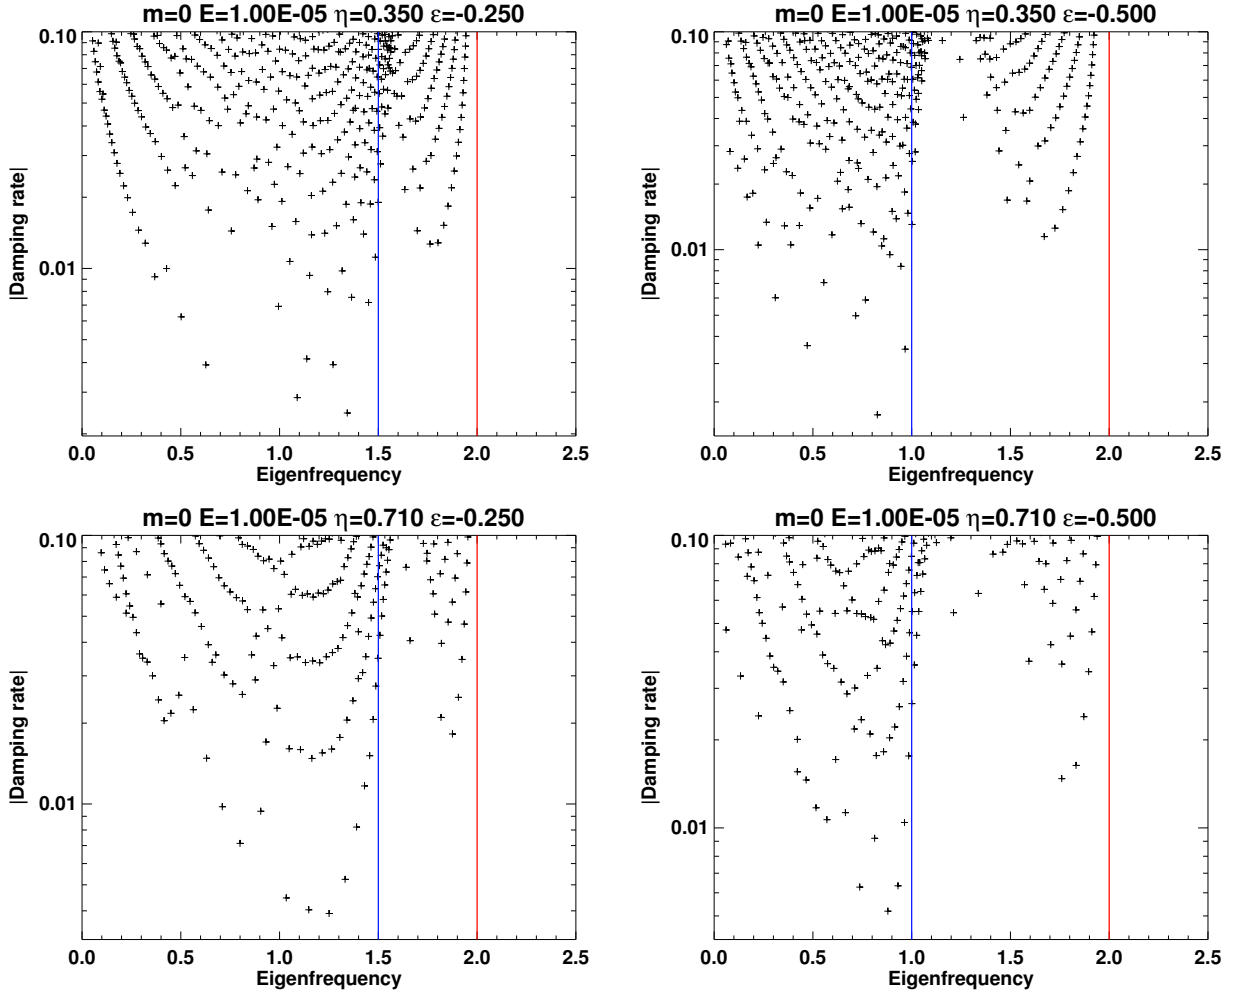 m=0 E=1.00E-05 η=0.350 ε=-0.250
0.10
0.01
|Damping rate|
0.0 0.5 1.0 1.5 2.0 2.5
Eigenfrequency
m=0 E=1.00E-05 η=0.350 ε=-0.500
0.10
0.01
|Damping rate|
0.0 0.5 1.0 1.5 2.0 2.5
Eigenfrequency
m=0 E=1.00E-05 η=0.710 ε=-0.250
0.10
0.01
|Damping rate|
0.0 0.5 1.0 1.5 2.0 2.5
Eigenfrequency
m=0 E=1.00E-05 η=0.710 ε=-0.500
0.10
0.01
|Damping rate|
0.0 0.5 1.0 1.5 2.0 2.5
Eigenfrequency